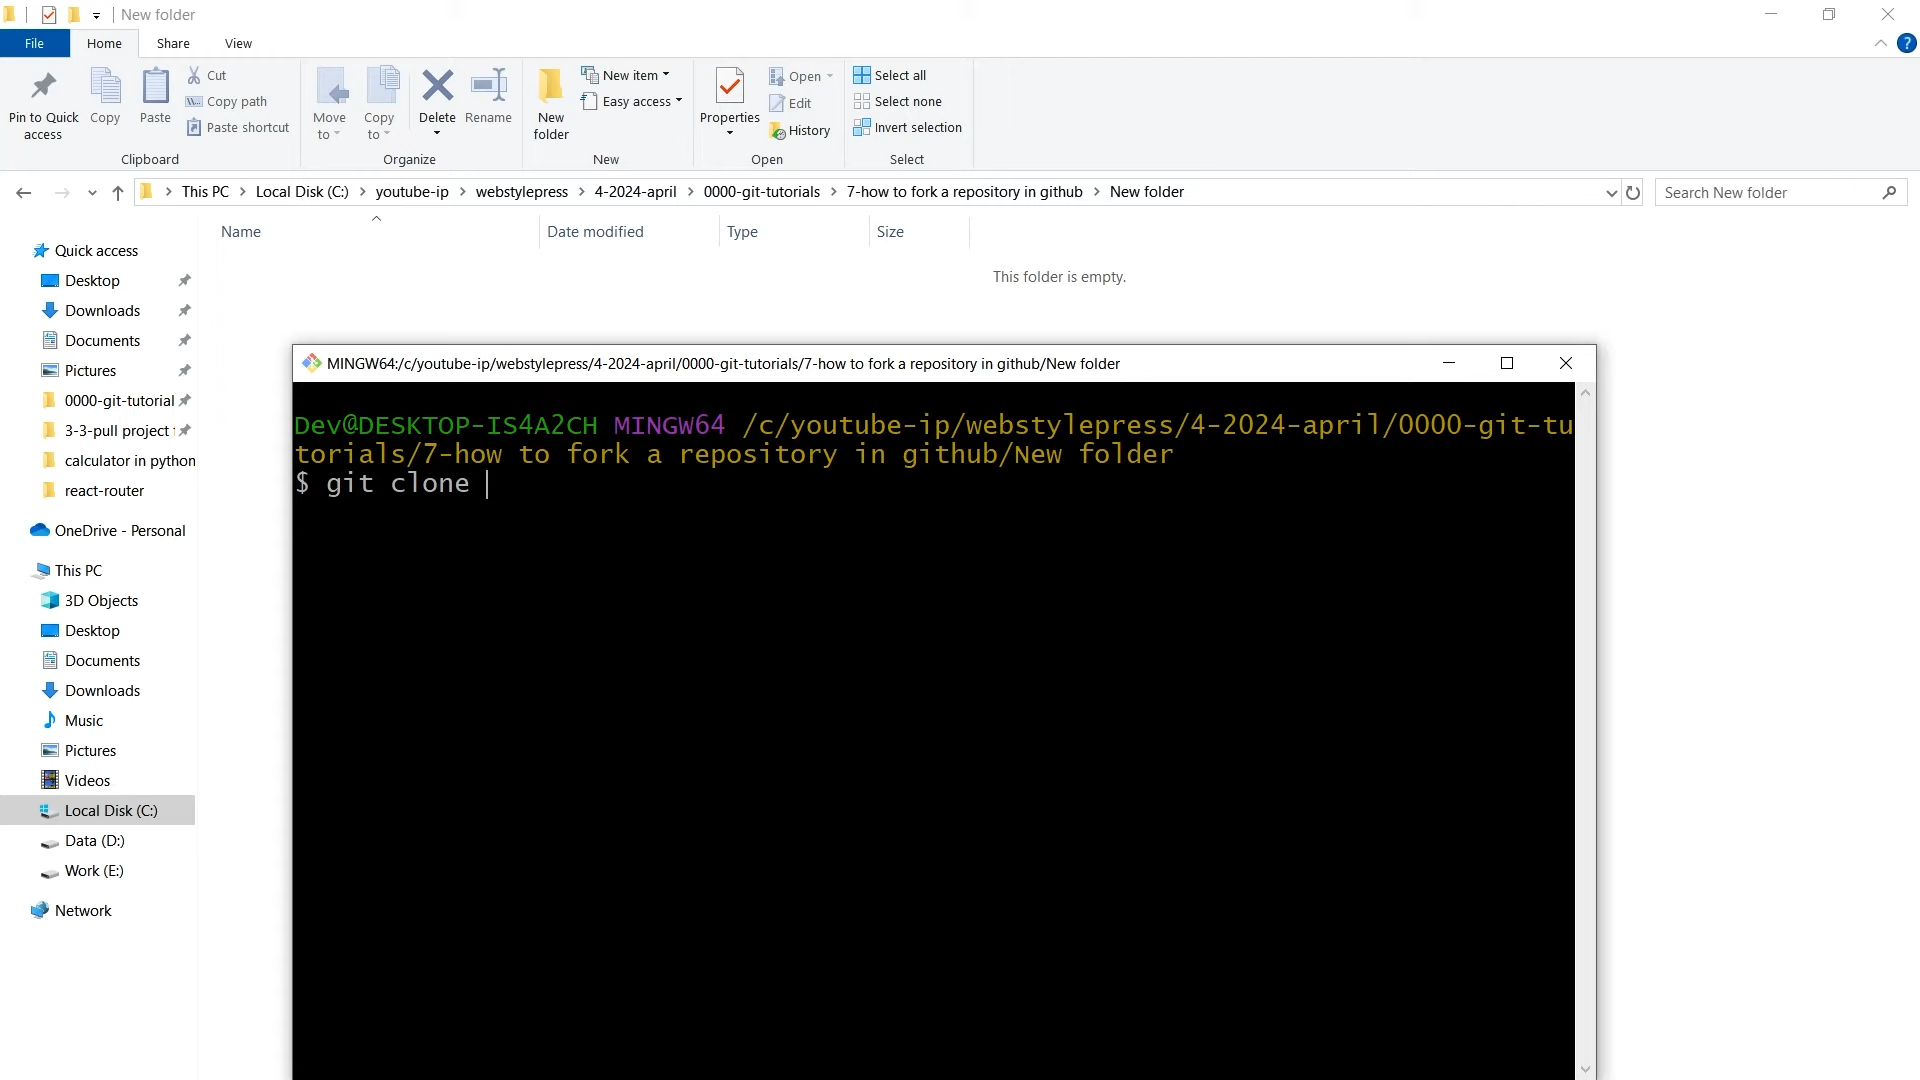 New folder
File Home Share View
Pin to Quick access
Copy
Paste
Cut
Copy path
Paste shortcut
Clipboard
Move to
Copy to
Delete
Rename
Organize
New folder
New item
Easy access
New
Properties
Open
Edit
History
Open
Select all
Select none
Invert selection
Select
This PC > Local Disk (C:) > youtube-ip > webstylepress > 4-2024-april > 0000-git-tutorials > 7-how to fork a repository in github > New folder
Search New folder
Name Date modified Type Size
This folder is empty.
Quick access
Desktop
Downloads
Documents
Pictures
0000-git-tutorial
3-3-pull project
calculator in python
react-router
OneDrive - Personal
This PC
3D Objects
Desktop
Documents
Downloads
Music
Pictures
Videos
Local Disk (C:)
Data (D:)
Work (E:)
Network
MINGW64:/c/youtube-ip/webstylepress/4-2024-april/0000-git-tutorials/7-how to fork a repository in github/New folder
Dev@DESKTOP-IS4A2CH MINGW64 /c/youtube-ip/webstylepress/4-2024-april/0000-git-tu
torials/7-how to fork a repository in github/New folder
$ git clone